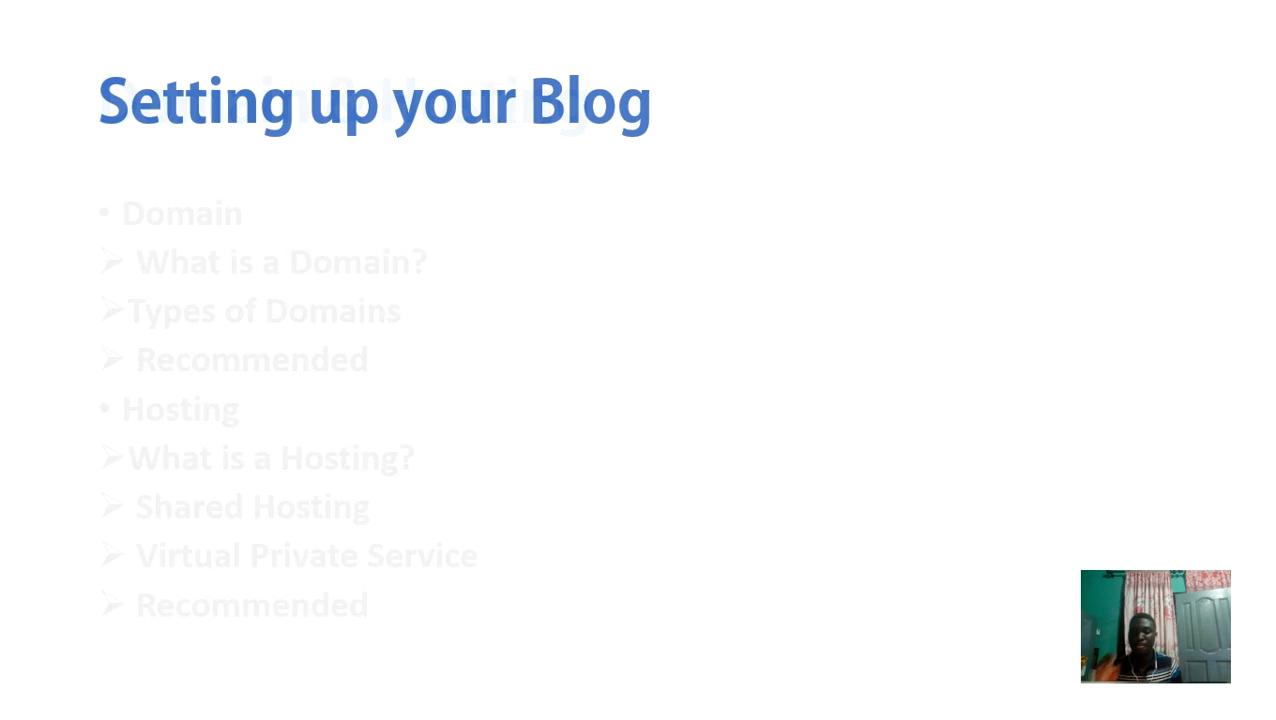 Setting up your Blog
• Domain
➢ What is a Domain?
➢Types of Domains
➢ Recommended
• Hosting
➢What is a Hosting?
➢ Shared Hosting
➢ Virtual Private Service
➢ Recommended